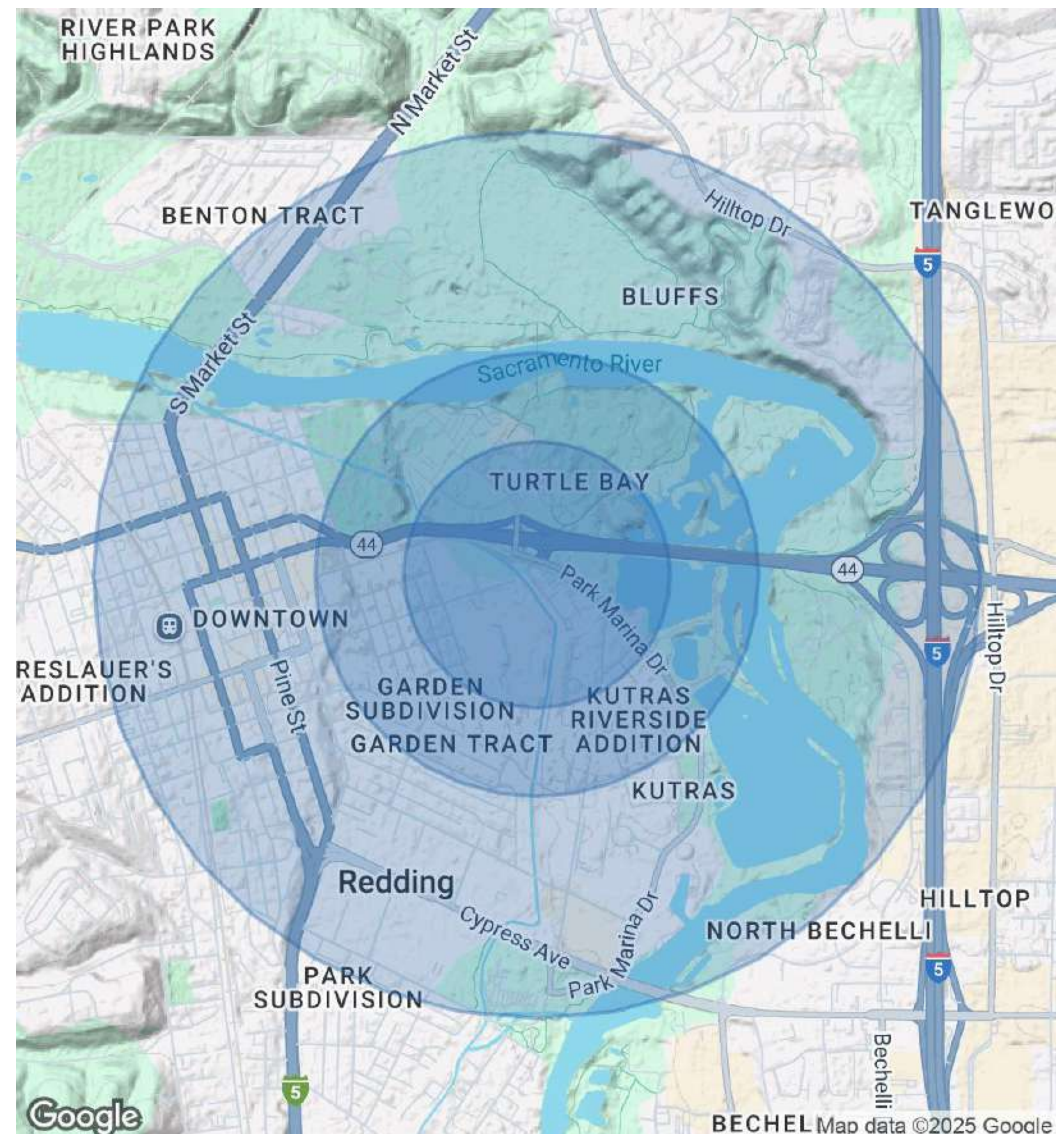 RIVER PARK
HIGHLANDS
N Market St
BENTON TRACT
Hilltop Dr
TANGLEWO
5
BLUFFS
S Market St
Sacramento River
TURTLE BAY
44
44
Park Marina Dr
DOWNTOWN
5
Hilltop Dr
RESLAUER'S
ADDITION
Pine St
GARDEN
SUBDIVISION
KUTRAS
RIVERSIDE
ADDITION
GARDEN TRACT
KUTRAS
Redding
HILLTOP
Cypress Ave
Park Marina Dr
NORTH BECHELLI
5
PARK
SUBDIVISION
Bechelli
5
Google
BECHEL
Map data ©2025 Google